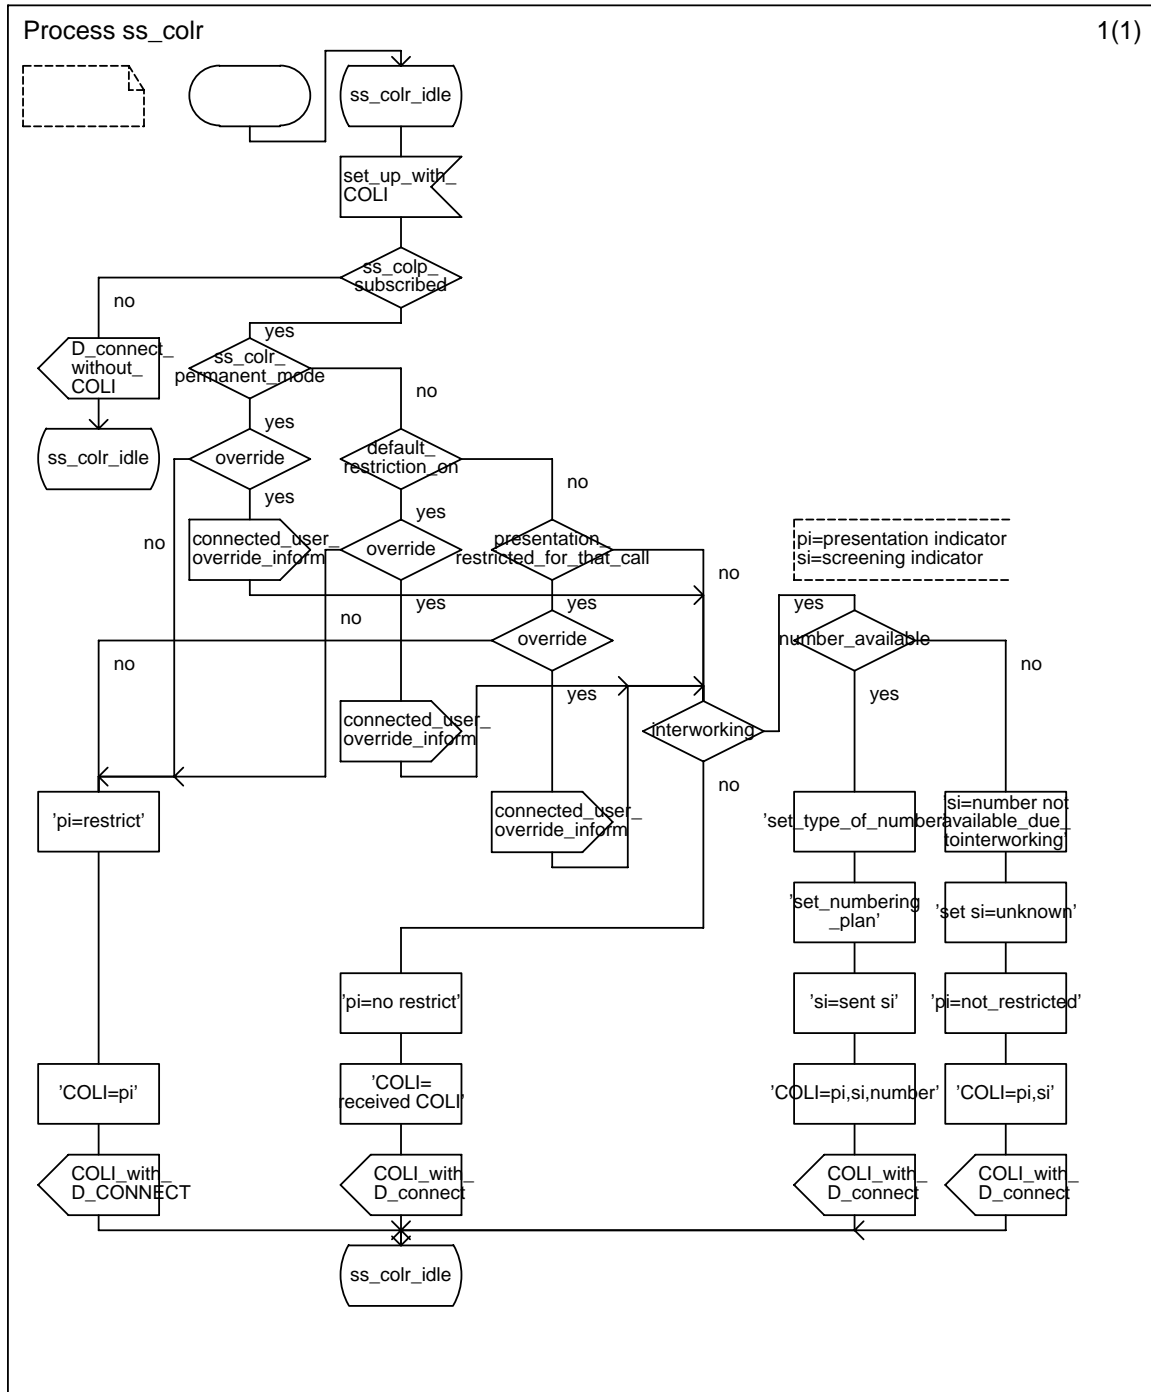 Process ss_colr
1(1)
ss_colr_idle
set_up_with_
COLI
ss_colp_
subscribed
no
yes
D_connect_
without_
COLI
ss_colr_
permanent_mode
no
yes
ss_colr_idle
override
default_
restriction_on
no
yes
yes
no
connected_user_
override_inform
override
presentation_
restricted_for_that_call
pi=presentation indicator
si=screening indicator
no
yes
yes
yes
no
override
number_available
no
no
yes
yes
connected_user_
override_inform
interworking
no
'pi=restrict'
connected_user_
override_inform
'set_type_of_number'
'si=number not
available_due_
tointerworking'
'set_numbering
_plan'
'set si=unknown'
'pi=no restrict'
'si=sent si'
'pi=not_restricted'
'COLI=pi'
'COLI=
received COLI'
'COLI=pi,si,number'
'COLI=pi,si'
COLI_with_
D_CONNECT
COLI_with_
D_connect
COLI_with_
D_connect
COLI_with_
D_connect
ss_colr_idle